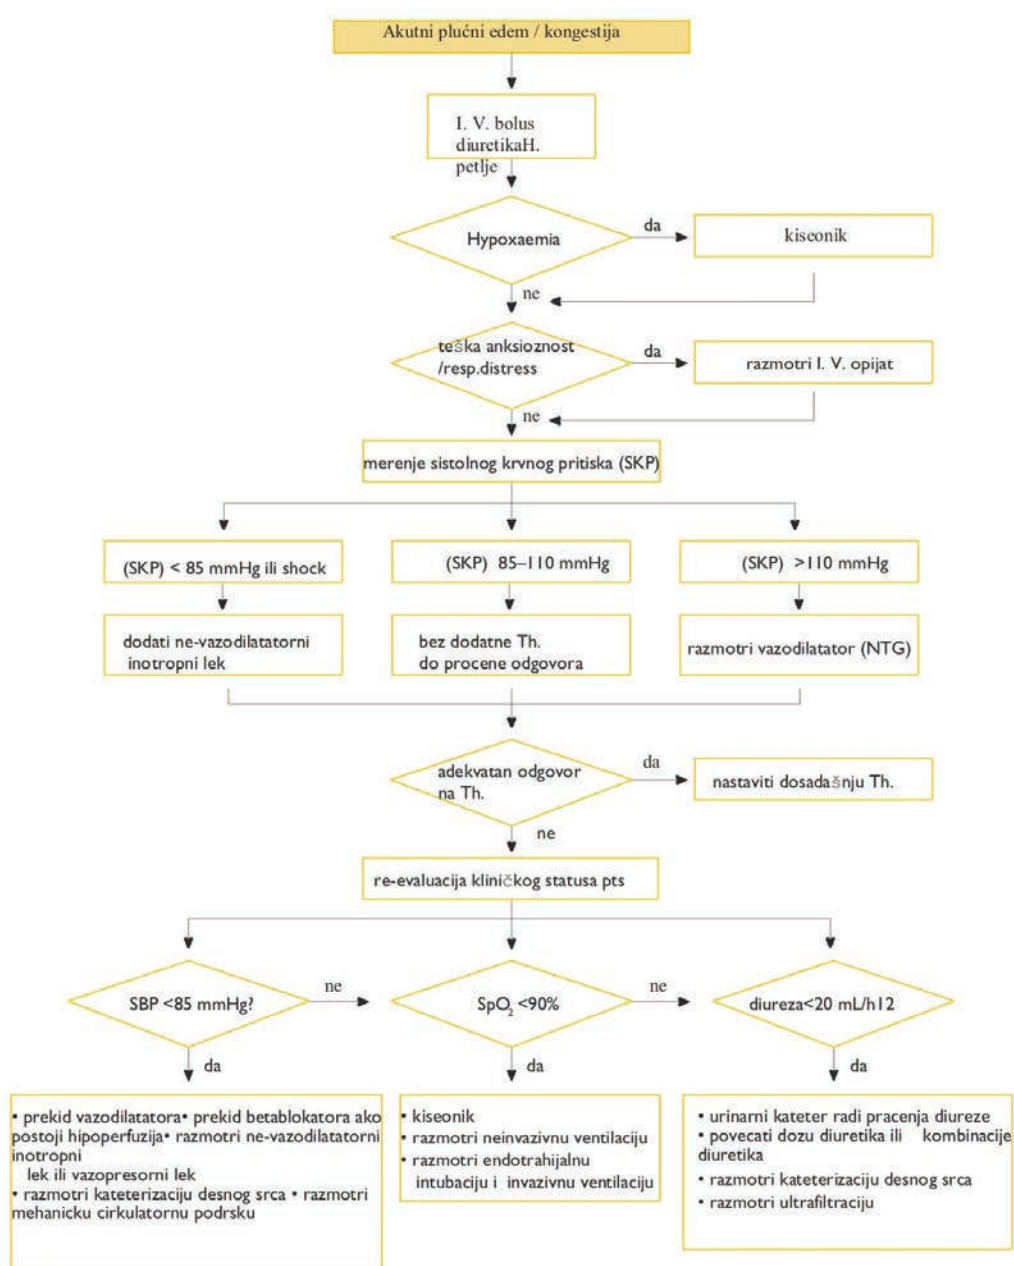 Akutni plućni edem / kongestija
I. V. bolus
diuretikaH.
petlje
Hypoxaemia
da
kiseonik
ne
teška anksioznost
/resp.distress
da
razmotri I. V. opijat
ne
merenje sistolnog krvnog pritiska (SKP)
(SKP) < 85 mmHg ili shock
(SKP) 85–110 mmHg
(SKP) >110 mmHg
dodati ne-vazodilatatorni
inotropni lek
bez dodatne Th.
do procene odgovora
razmotri vazodilatator (NTG)
adekvatan odgovor
na Th.
da
nastaviti dosadašnju Th.
ne
re-evaluacija kliničkog statusa pts
SBP <85 mmHg?
ne
SpO₂ <90%
ne
diureza<20 mL/h12
da
da
da
• prekid vazodilatatora• prekid betablokatora ako
postoji hipoperfuzija• razmotri ne-vazodilatatorni
inotropni
lek ili vazopresorni lek
• razmotri kateterizaciju desnog srca • razmotri
mehanicku cirkulatornu podrsku
• kiseonik
• razmotri neinvazivnu ventilaciju
• razmotri endotrahijalnu
intubaciju i invazivnu ventilaciju
• urinarni kateter radi pracenja diureze
• povecati dozu diuretika ili kombinacije
diuretika
• razmotri kateterizaciju desnog srca
• razmotri ultrafiltraciju